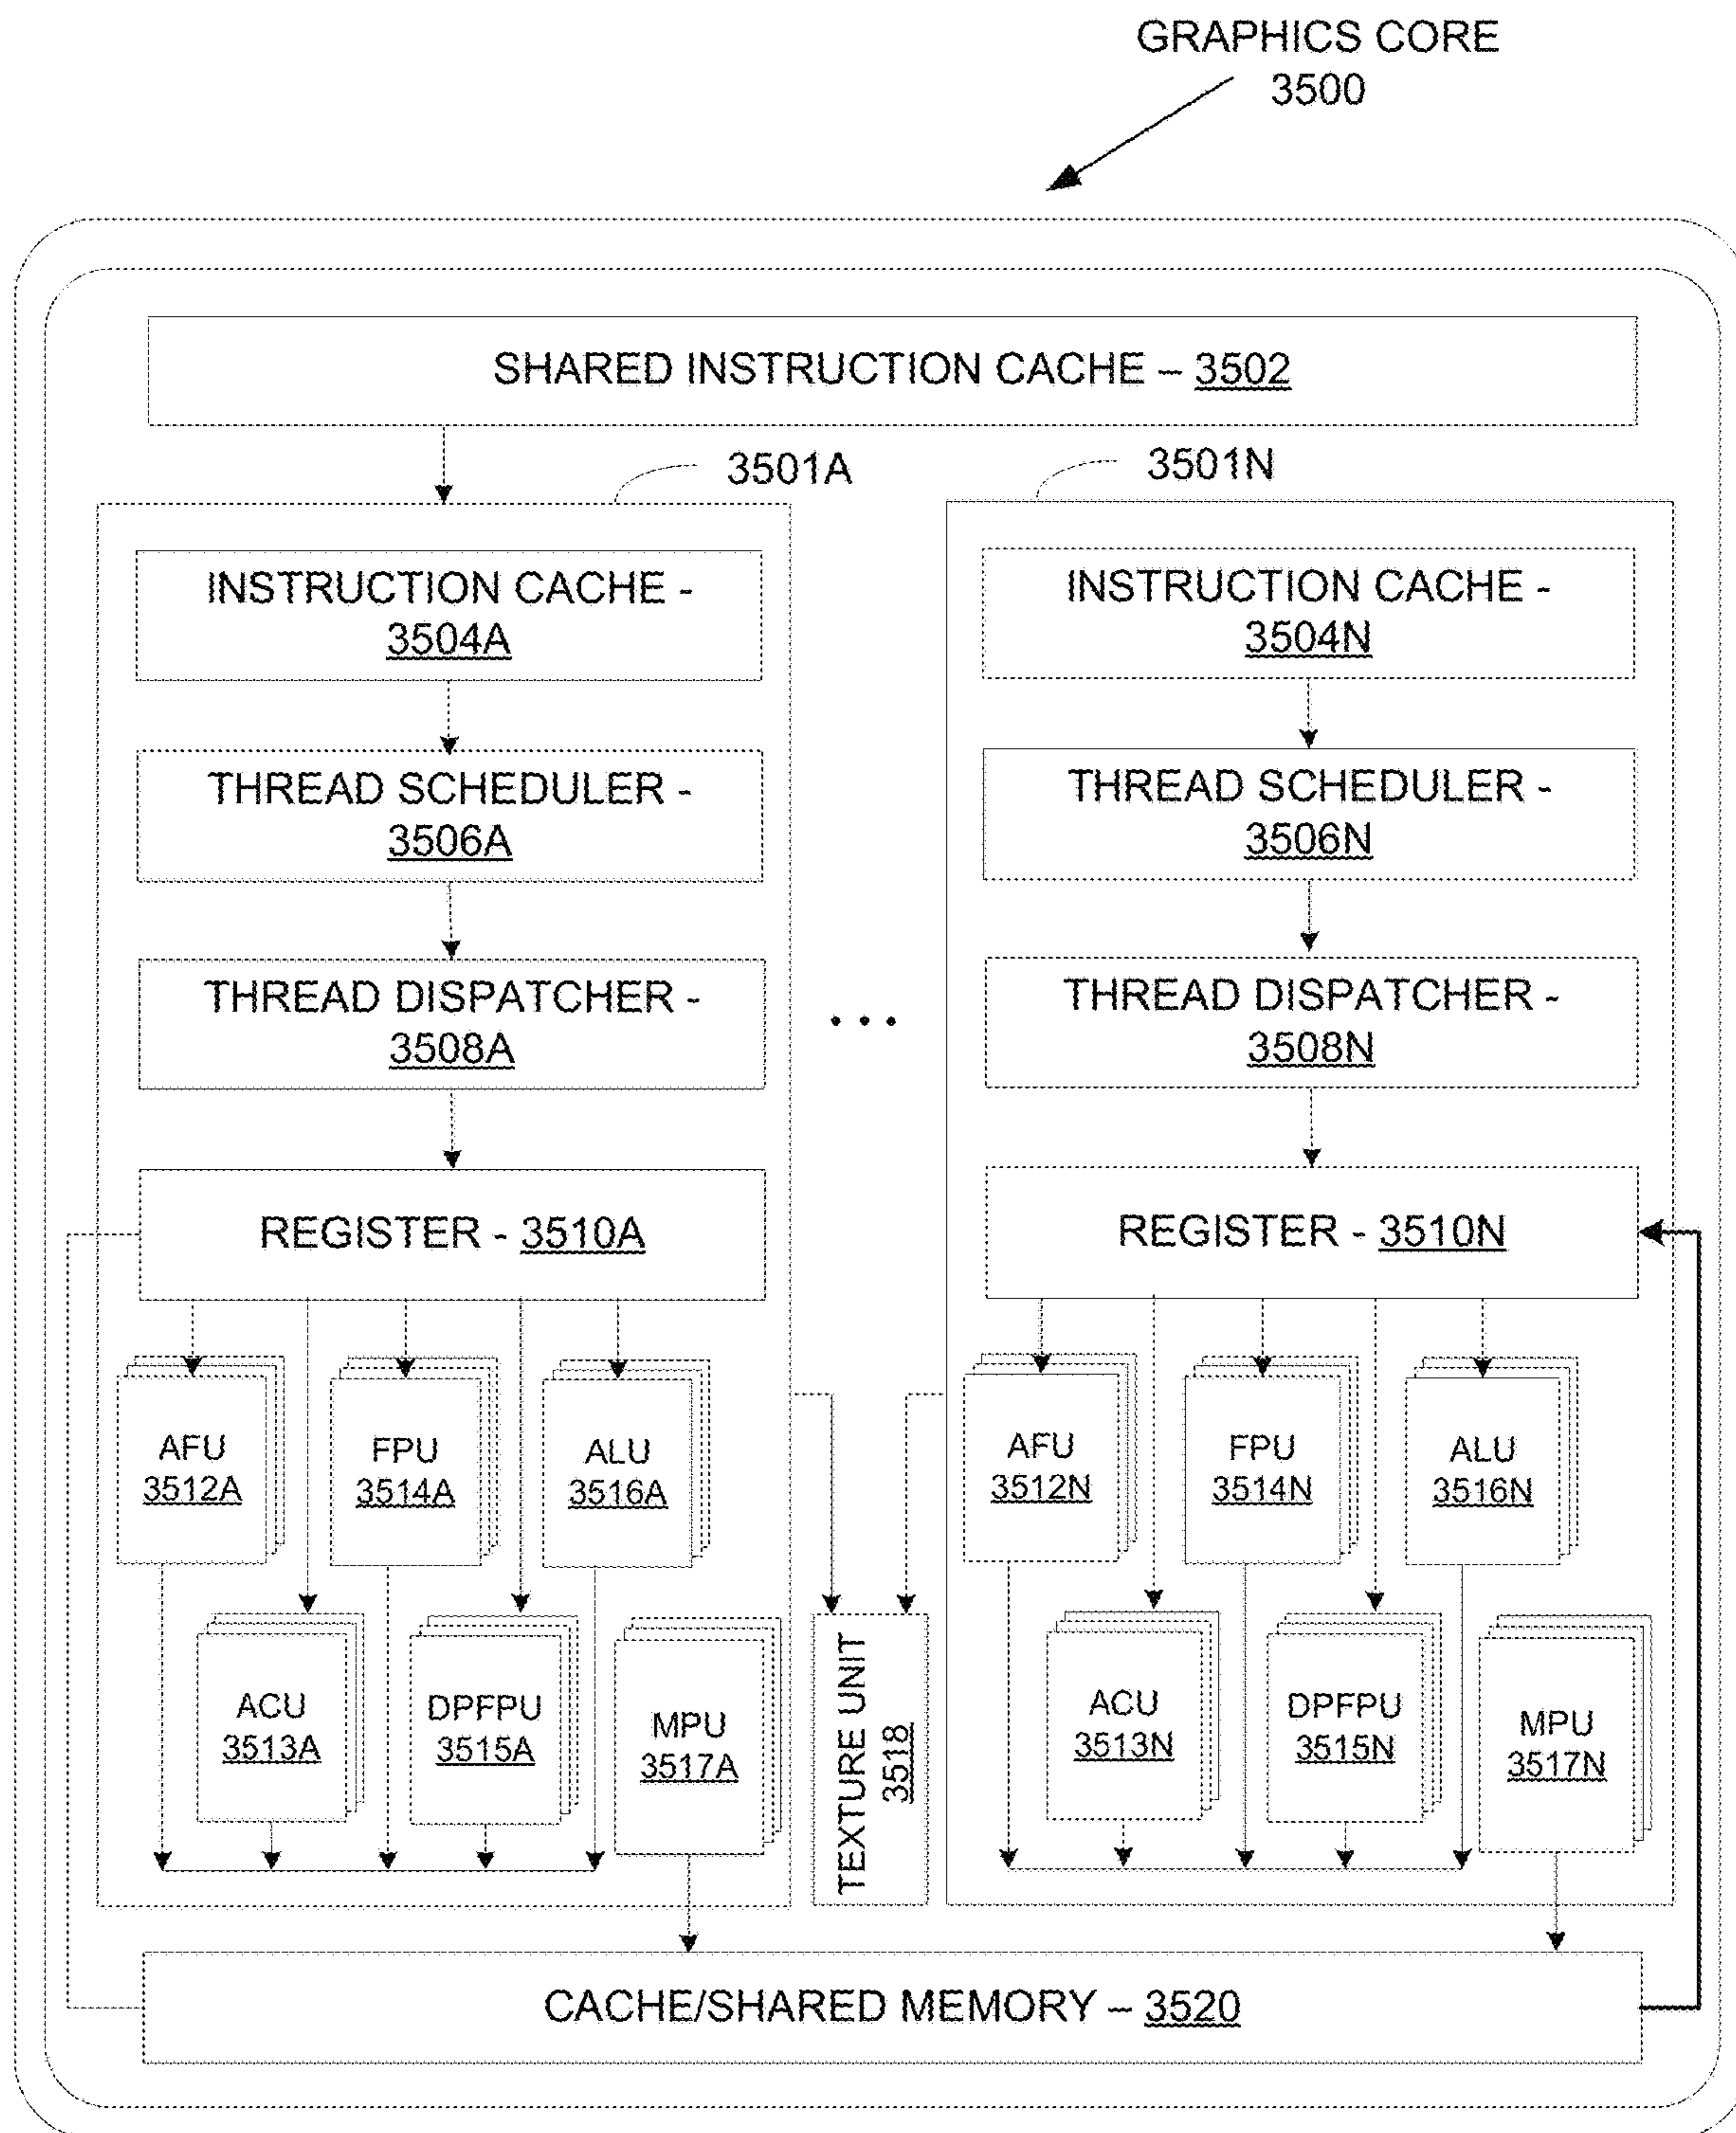 GRAPHICS CORE
3500
SHARED INSTRUCTION CACHE – 3502
3501A
INSTRUCTION CACHE -
3504A
THREAD SCHEDULER -
3506A
THREAD DISPATCHER -
3508A
REGISTER - 3510A
AFU
3512A
FPU
3514A
ALU
3516A
ACU
3513A
DPFPU
3515A
MPU
3517A
...
TEXTURE UNIT
3518
3501N
INSTRUCTION CACHE -
3504N
THREAD SCHEDULER -
3506N
THREAD DISPATCHER -
3508N
REGISTER - 3510N
AFU
3512N
FPU
3514N
ALU
3516N
ACU
3513N
DPFPU
3515N
MPU
3517N
CACHE/SHARED MEMORY – 3520